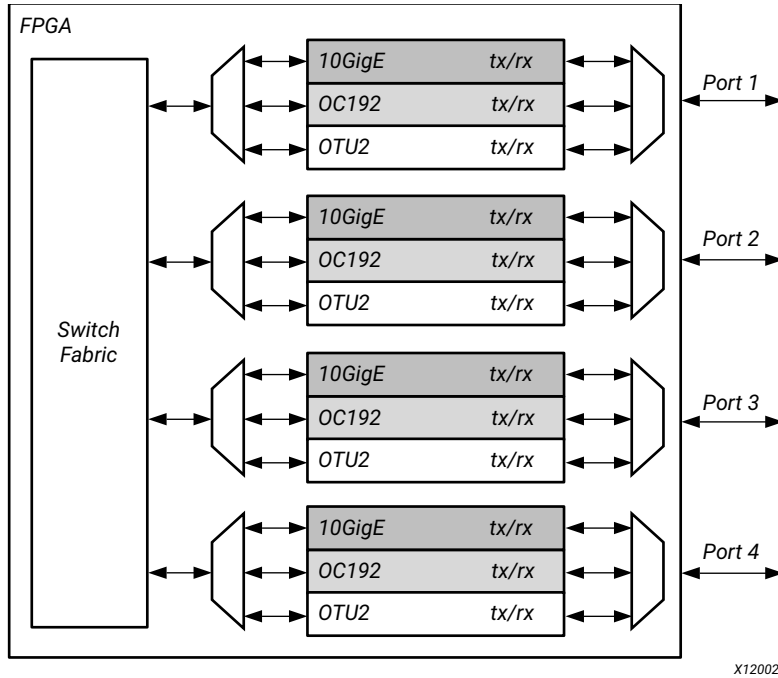 FPGA
10GigE tx/rx
OC192 tx/rx
OTU2 tx/rx
Port 1
10GigE tx/rx
OC192 tx/rx
OTU2 tx/rx
Port 2
Switch
Fabric
10GigE tx/rx
OC192 tx/rx
OTU2 tx/rx
Port 3
10GigE tx/rx
OC192 tx/rx
OTU2 tx/rx
Port 4
X12002